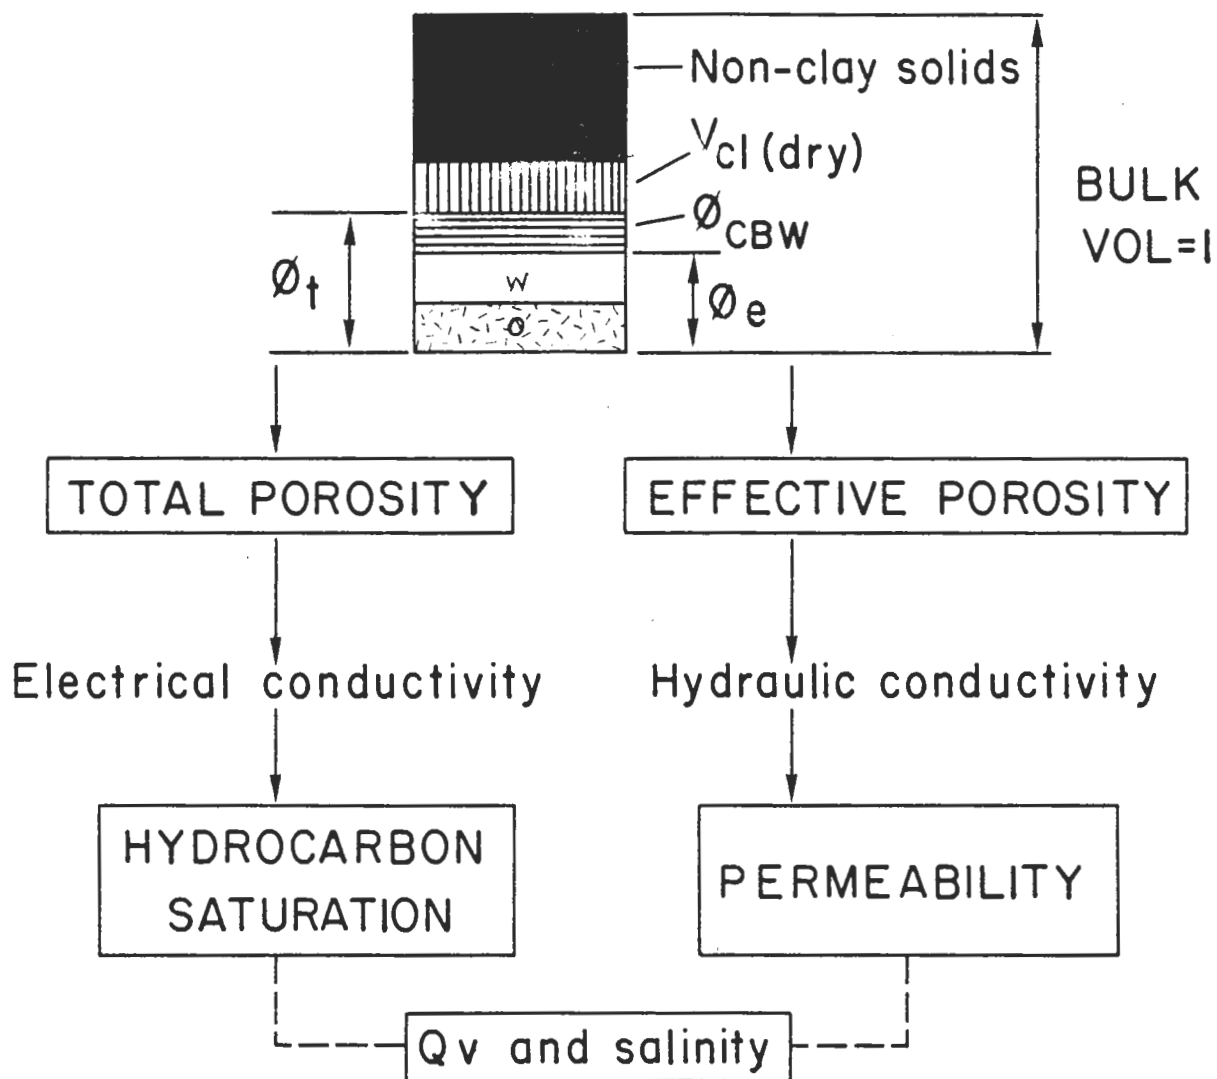 Non-clay solids
Vcl (dry)
ØCBW
BULK
VOL=1
Øt
W
Øe
O
TOTAL POROSITY
EFFECTIVE POROSITY
Electrical conductivity
Hydraulic conductivity
HYDROCARBON
SATURATION
PERMEABILITY
Qv and salinity